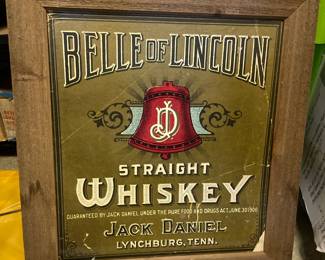 BELLE OF LINCOLN
JD
STRAIGHT
WHISKEY
GUARANTEED BY JACK DANIEL UNDER THE PURE FOOD AND DRUGS ACT, JUNE 30, 1906
JACK DANIEL
LYNCHBURG, TENN.